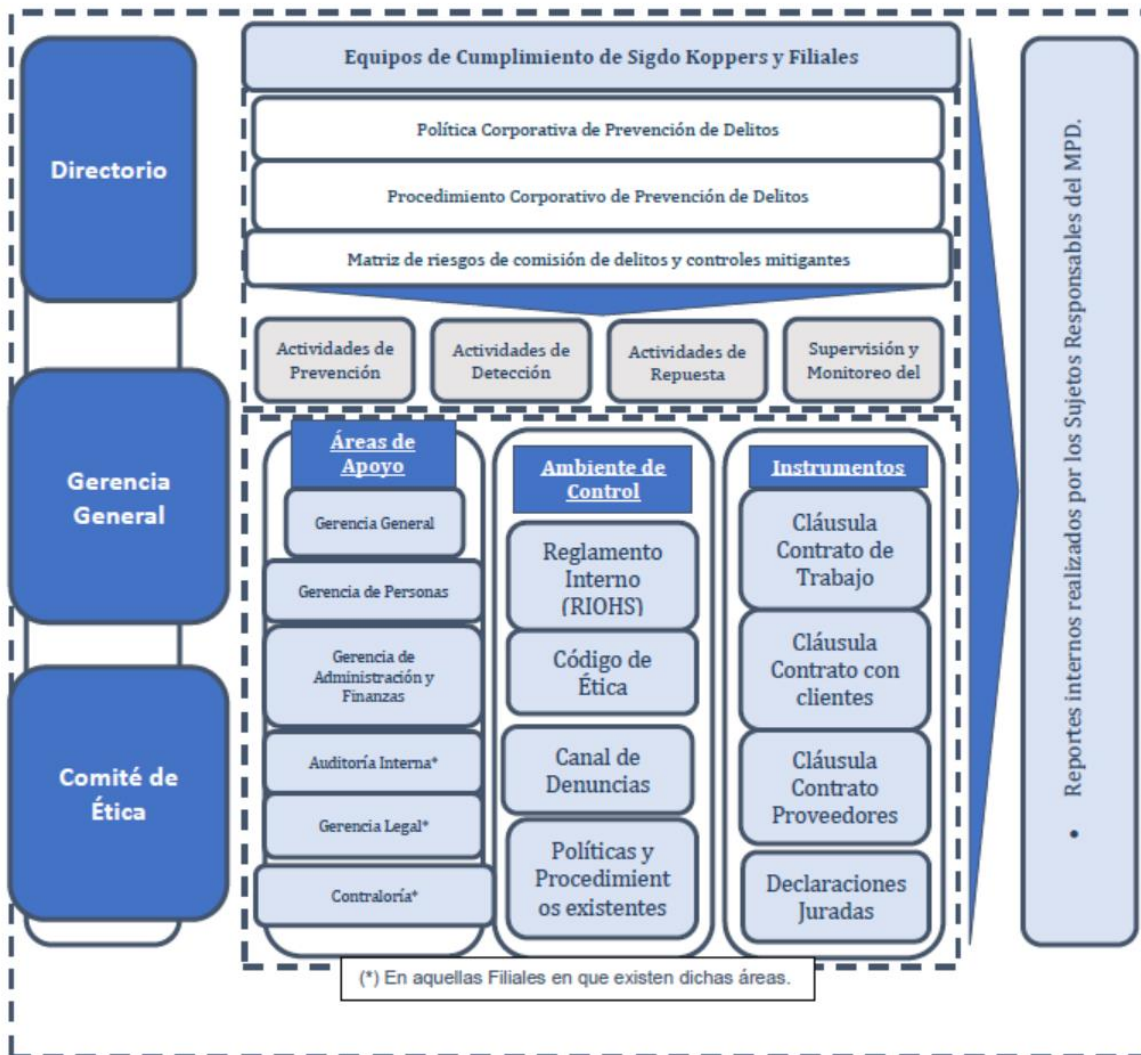 Directorio
Gerencia
General
Comité de
Ética
Equipos de Cumplimiento de Sigdo Koppers y Filiales
Política Corporativa de Prevención de Delitos
Procedimiento Corporativo de Prevención de Delitos
Matriz de riesgos de comisión de delitos y controles mitigantes
Actividades de
Prevención
Actividades de
Detección
Actividades de
Repuesta
Supervisión y
Monitoreo del
Áreas de
Apoyo
Gerencia General
Gerencia de Personas
Gerencia de
Administración y
Finanzas
Auditoría Interna*
Gerencia Legal*
Contraloría*
Ambiente de
Control
Reglamento
Interno
(RIOHS)
Código de
Ética
Canal de
Denuncias
Políticas y
Procedimient
os existentes
Instrumentos
Cláusula
Contrato de
Trabajo
Cláusula
Contrato con
clientes
Cláusula
Contrato
Proveedores
Declaraciones
Juradas
(*) En aquellas Filiales en que existen dichas áreas.
• Reportes internos realizados por los Sujetos Responsables del MPD.